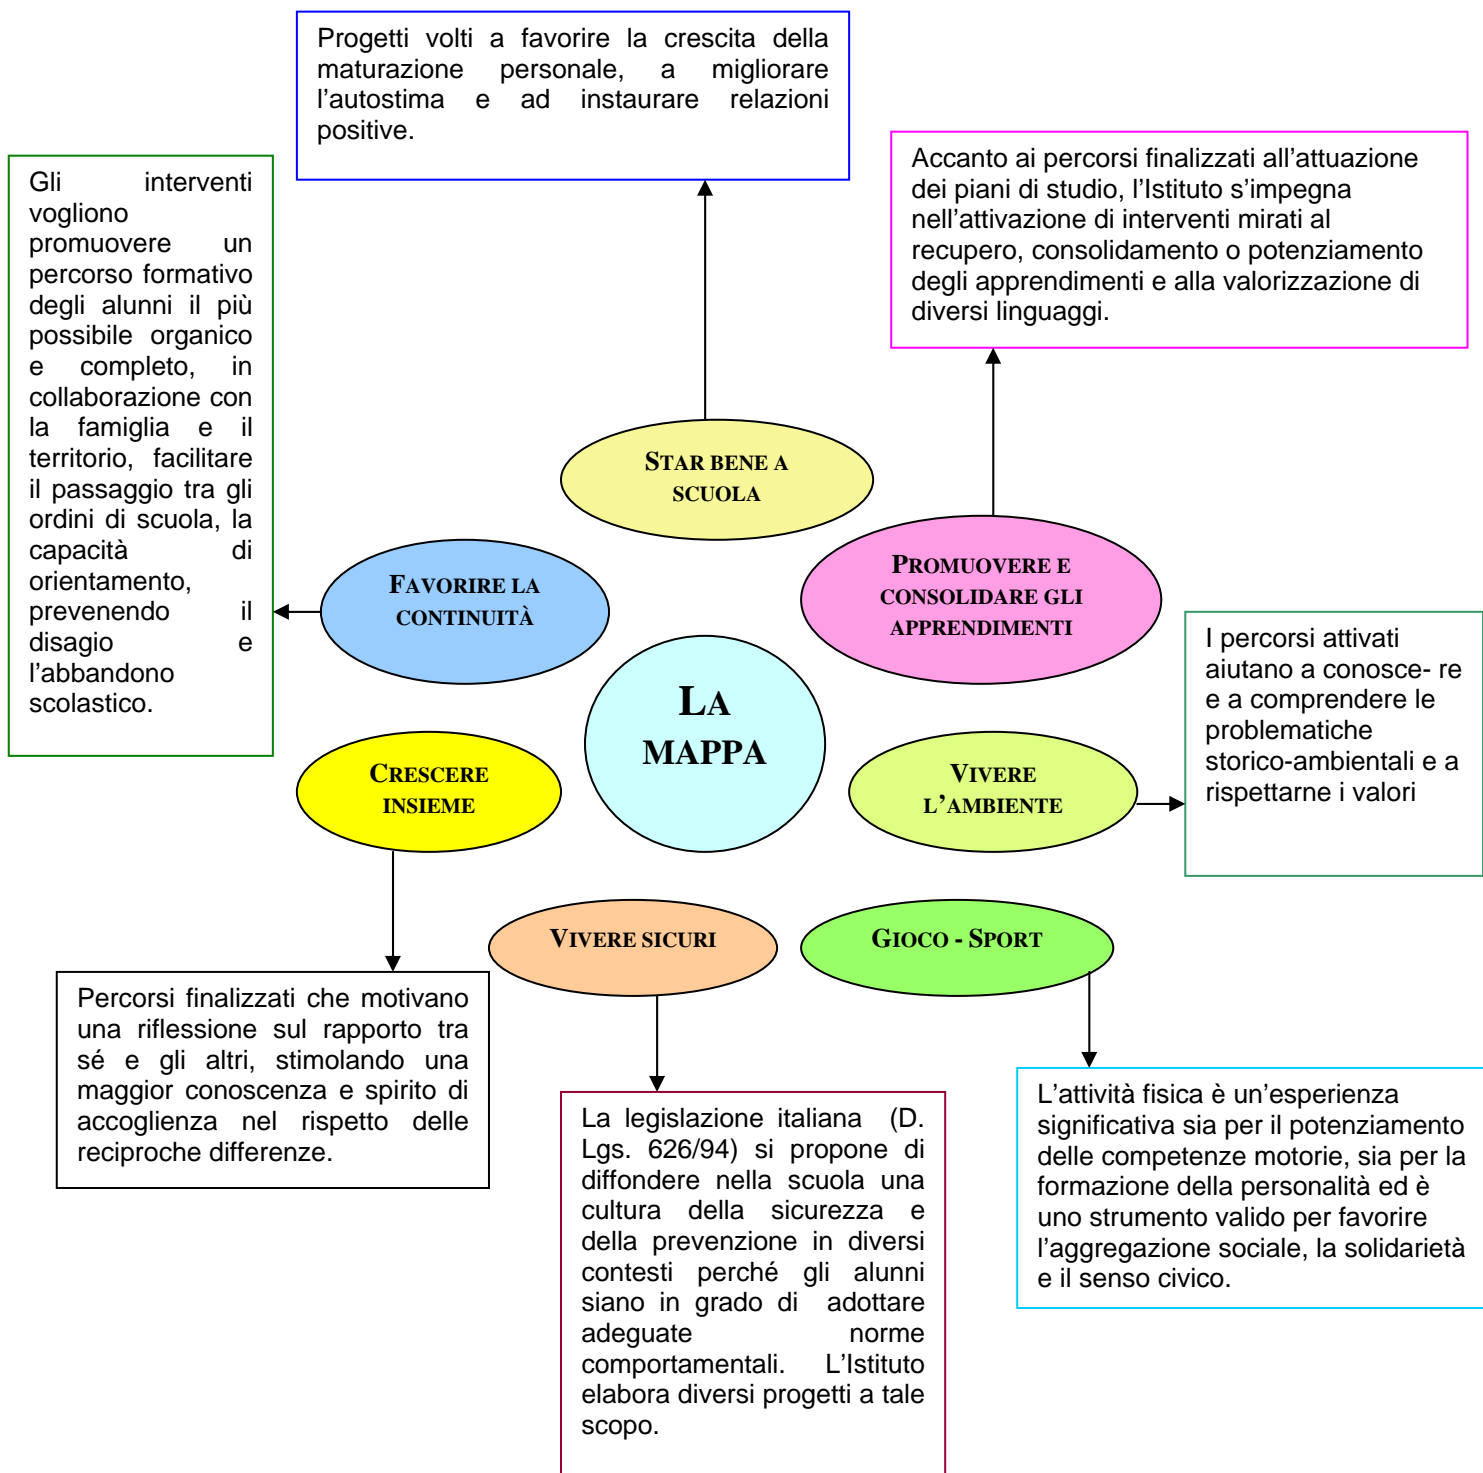 Progetti volti a favorire la crescita della
maturazione personale, a migliorare
l’autostima e ad instaurare relazioni
positive.
Accanto ai percorsi finalizzati all’attuazione
dei piani di studio, l’Istituto s’impegna
nell’attivazione di interventi mirati al
recupero, consolidamento o potenziamento
degli apprendimenti e alla valorizzazione di
diversi linguaggi.
Gli interventi
vogliono
promuovere un
percorso formativo
degli alunni il più
possibile organico
e completo, in
collaborazione con
la famiglia e il
territorio, facilitare
il passaggio tra gli
ordini di scuola, la
capacità di
orientamento,
prevenendo il
disagio e
l’abbandono
scolastico.
STAR BENE A
SCUOLA
FAVORIRE LA
CONTINUITÀ
PROMUOVERE E
CONSOLIDARE GLI
APPRENDIMENTI
I percorsi attivati
aiutano a conosce- re
e a comprendere le
problematiche
storico-ambientali e a
rispettarne i valori
LA
MAPPA
CRESCERE
INSIEME
VIVERE
L’AMBIENTE
VIVERE SICURI
GIOCO - SPORT
Percorsi finalizzati che motivano
una riflessione sul rapporto tra
sé e gli altri, stimolando una
maggior conoscenza e spirito di
accoglienza nel rispetto delle
reciproche differenze.
La legislazione italiana (D.
Lgs. 626/94) si propone di
diffondere nella scuola una
cultura della sicurezza e
della prevenzione in diversi
contesti perché gli alunni
siano in grado di adottare
adeguate norme
comportamentali. L’Istituto
elabora diversi progetti a tale
scopo.
L’attività fisica è un’esperienza
significativa sia per il potenziamento
delle competenze motorie, sia per la
formazione della personalità ed è
uno strumento valido per favorire
l’aggregazione sociale, la solidarietà
e il senso civico.